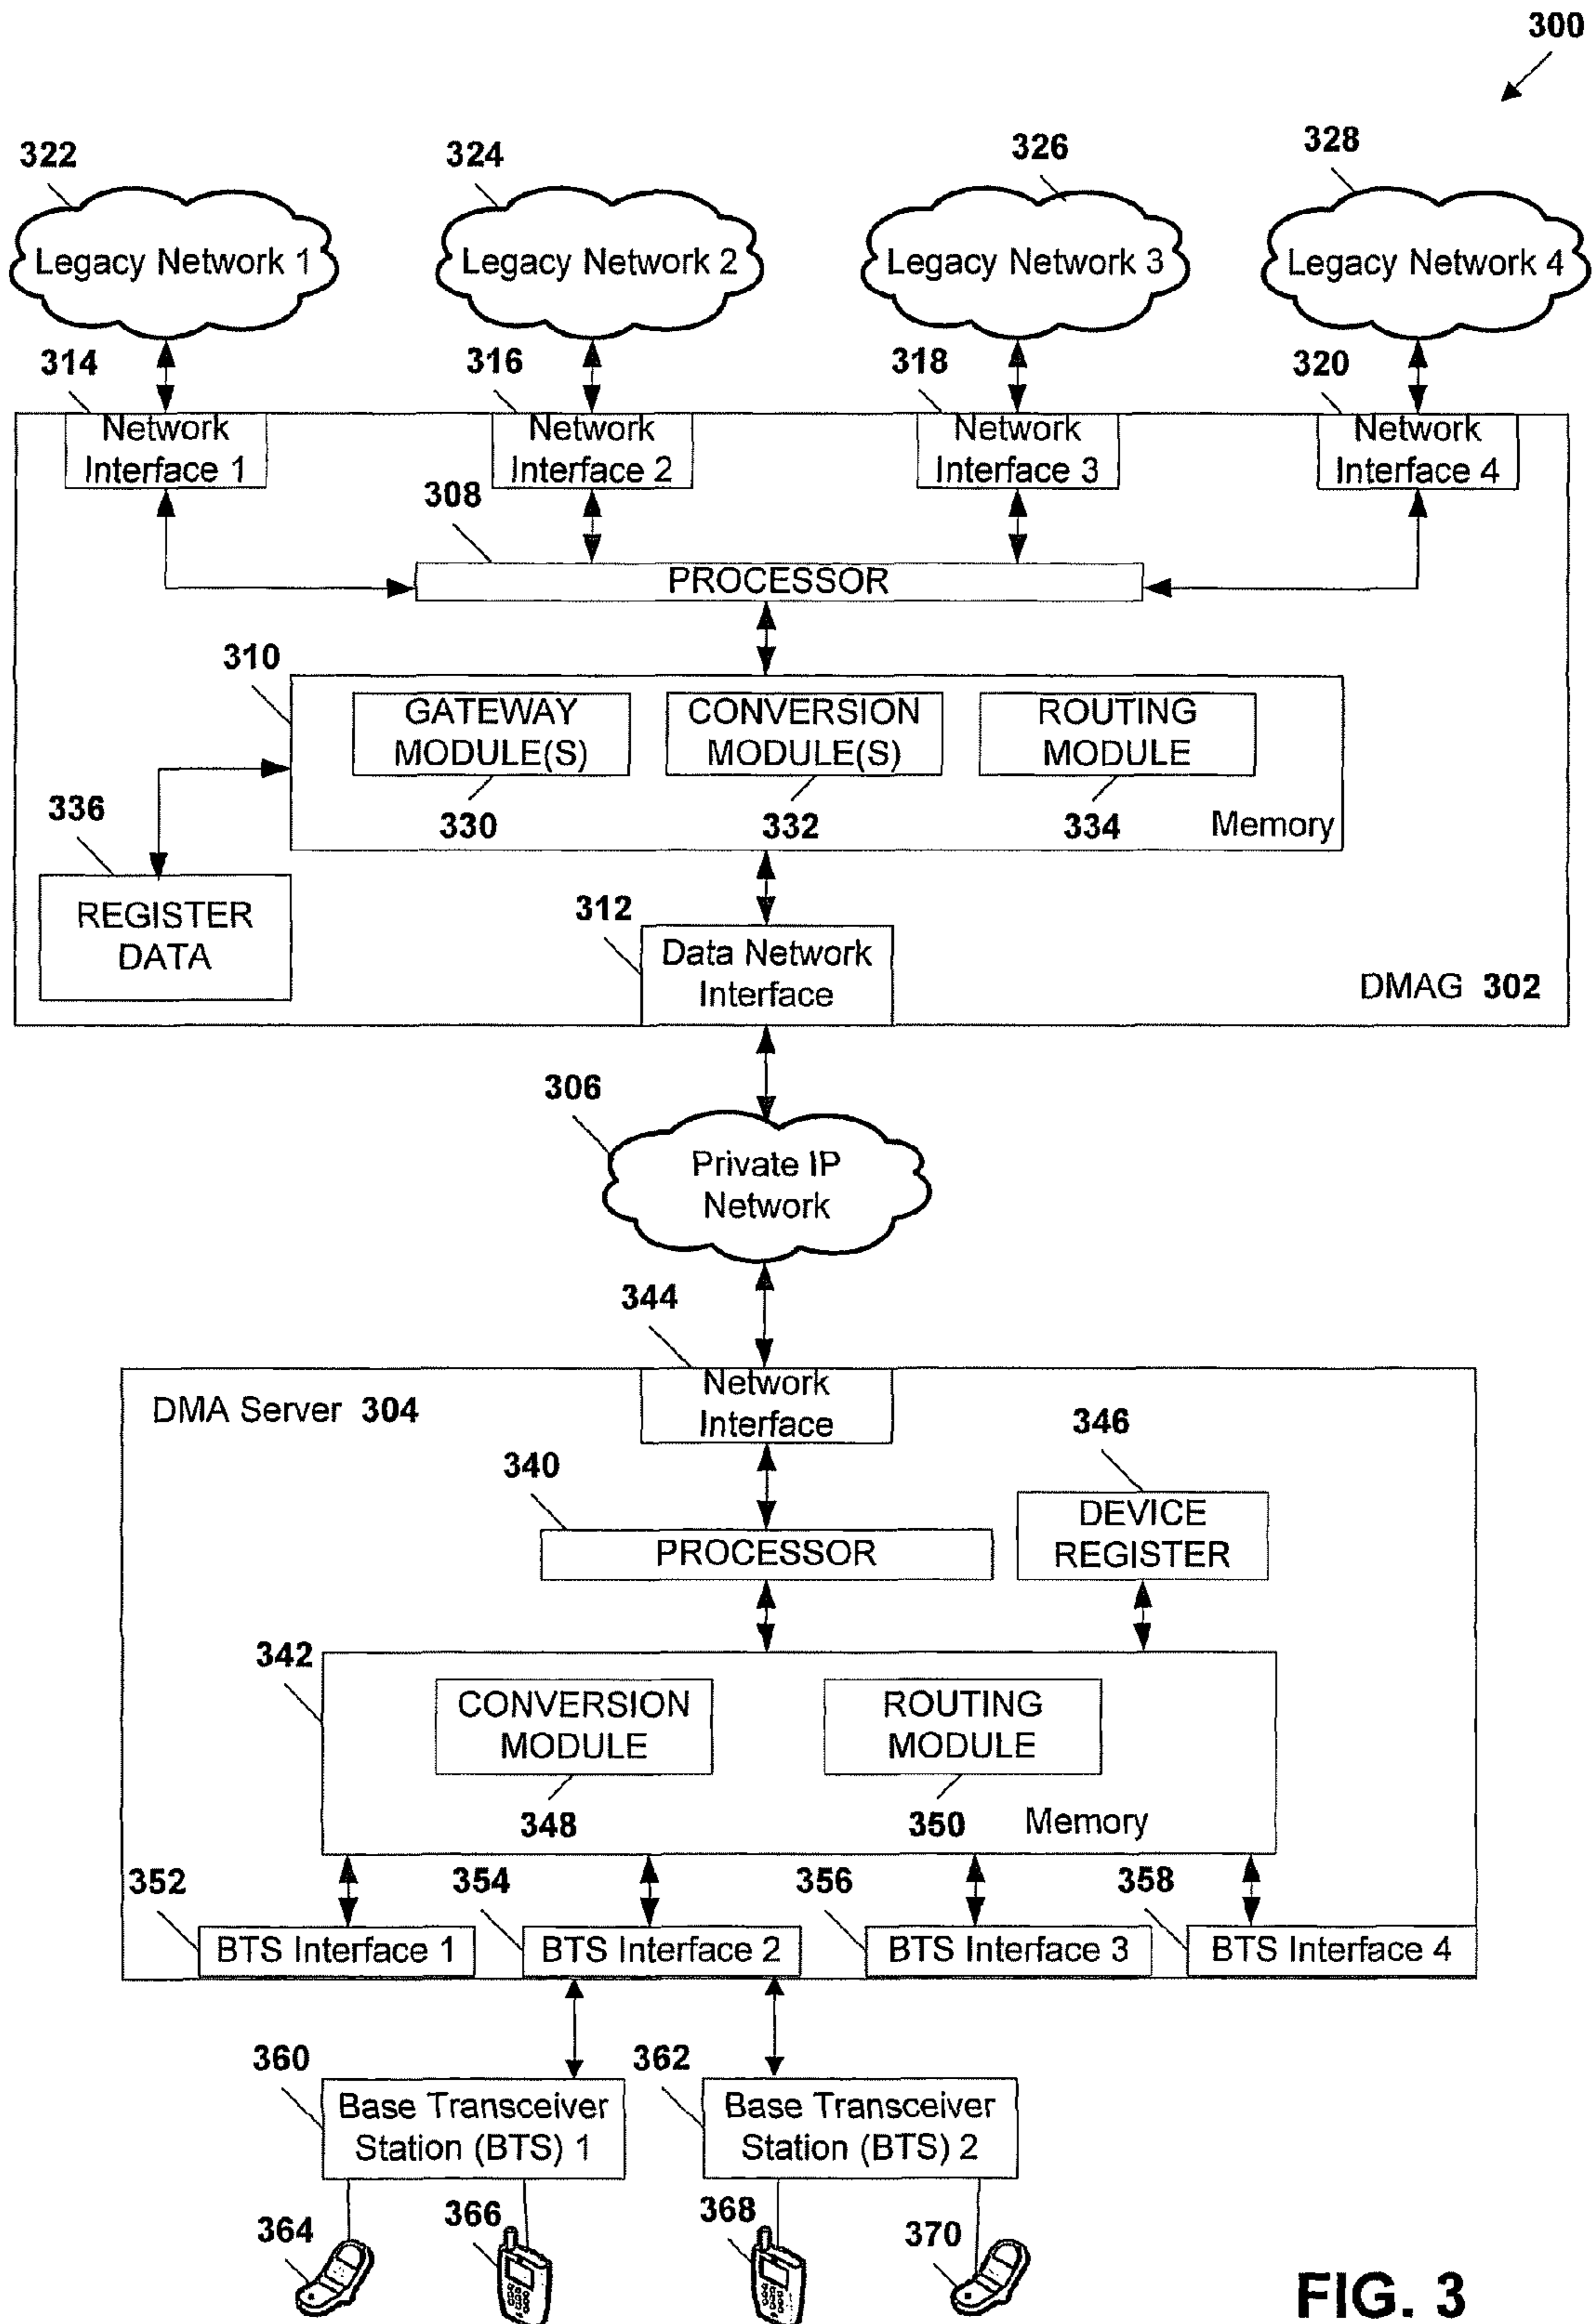 300
322
324
326
328
Legacy Network 1
Legacy Network 2
Legacy Network 3
Legacy Network 4
314
316
318
320
Network
Interface 1
Network
Interface 2
Network
Interface 3
Network
Interface 4
308
PROCESSOR
310
GATEWAY
MODULE(S)
CONVERSION
MODULE(S)
ROUTING
MODULE
330
332
334
Memory
336
REGISTER
DATA
312
Data Network
Interface
DMAG 302
306
Private IP
Network
344
Network
Interface
DMA Server 304
346
340
PROCESSOR
DEVICE
REGISTER
342
CONVERSION
MODULE
ROUTING
MODULE
348
350
Memory
352
354
356
358
BTS Interface 1
BTS Interface 2
BTS Interface 3
BTS Interface 4
360
362
Base Transceiver
Station (BTS) 1
Base Transceiver
Station (BTS) 2
364
366
368
370
FIG. 3